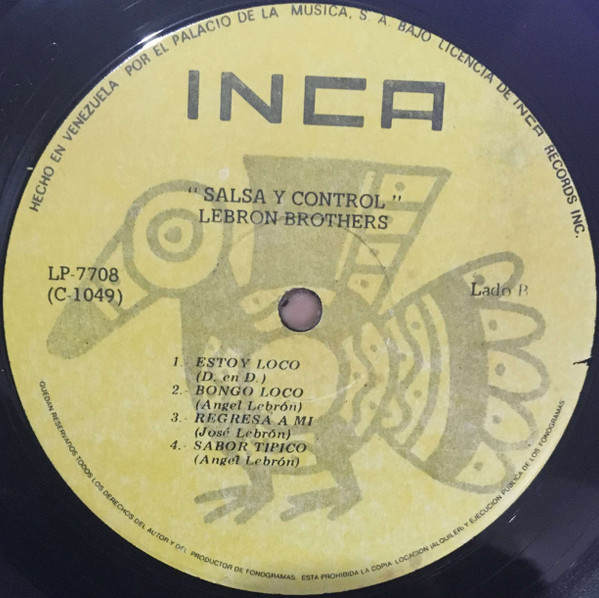 HECHO EN VENEZUELA POR EL PALACIO DE LA MUSICA, S. A. BAJO LICENCIA DE INCA RECORDS INC.
INCA
"SALSA Y CONTROL"
LEBRON BROTHERS
LP-7708
(C-1049)
Lado B
1.- ESTOY LOCO
(D. en D.)
2.- BONGO LOCO
(Angel Lebrón)
3.- REGRESA A MI
(José Lebrón)
4.- SABOR TIPICO
(Angel Lebrón)
QUEDAN RESERVADOS TODOS LOS DERECHOS DEL AUTOR Y DEL PRODUCTOR DE FONOGRAMAS. ESTA PROHIBIDA LA COPIA, LOCACION (ALQUILER) Y EJECUCION PUBLICA DE LOS FONOGRAMAS